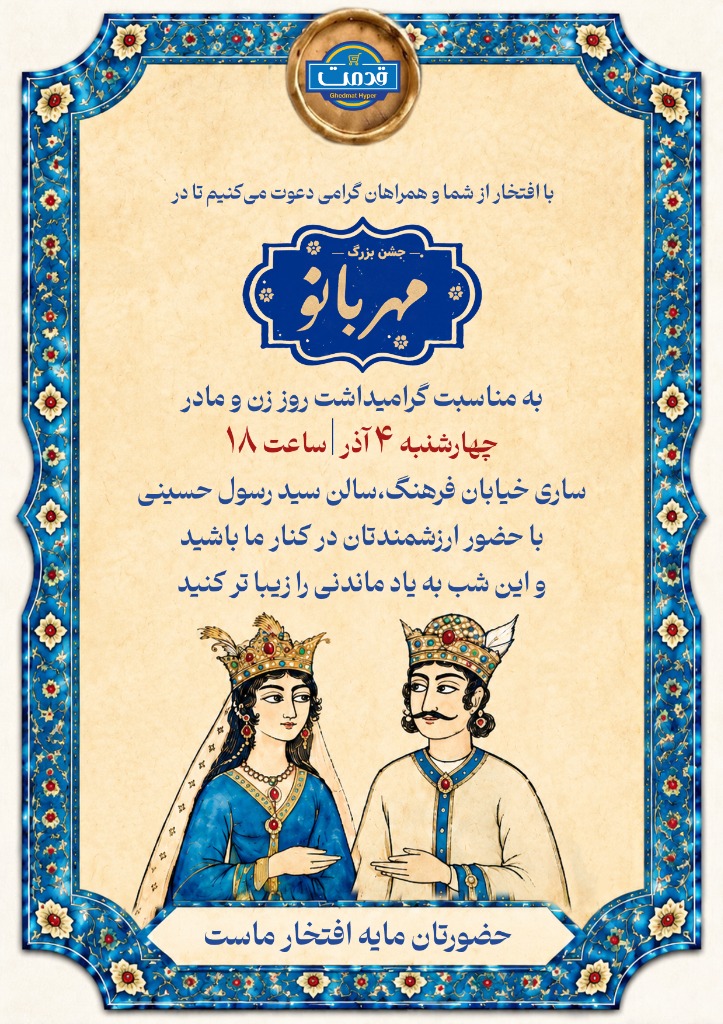 قدمت
Ghedmat Hyper
با افتخار از شما و همراهان گرامی دعوت می‌کنیم تا در
جشن بزرگ
مهربانو
به مناسبت گرامیداشت روز زن و مادر
چهارشنبه ۴ آذر | ساعت ۱۸
ساری خیابان فرهنگ،سالن سید رسول حسینی
با حضور ارزشمندتان در کنار ما باشید
و این شب به یاد ماندنی را زیبا تر کنید
حضورتان مایه افتخار ماست